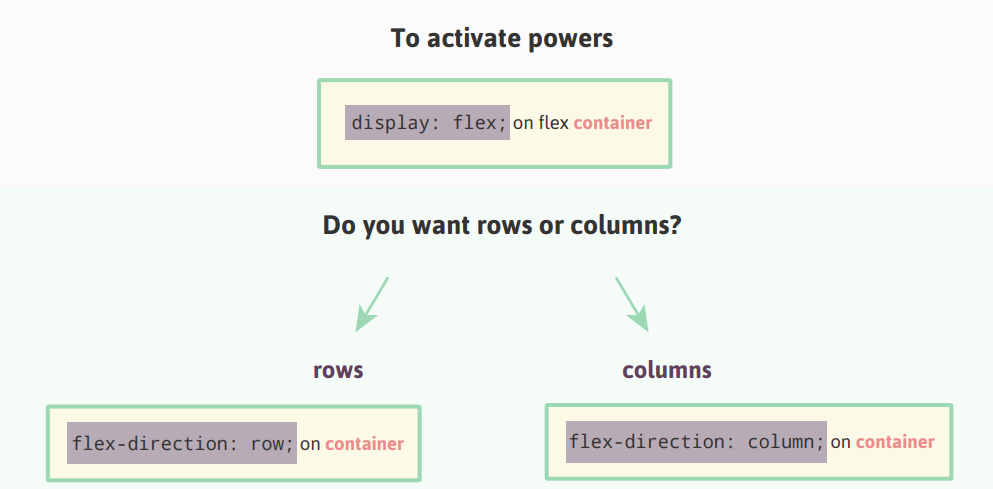 To activate powers
display: flex; on flex container
Do you want rows or columns?
rows
columns
flex-direction: row; on container
flex-direction: column; on container